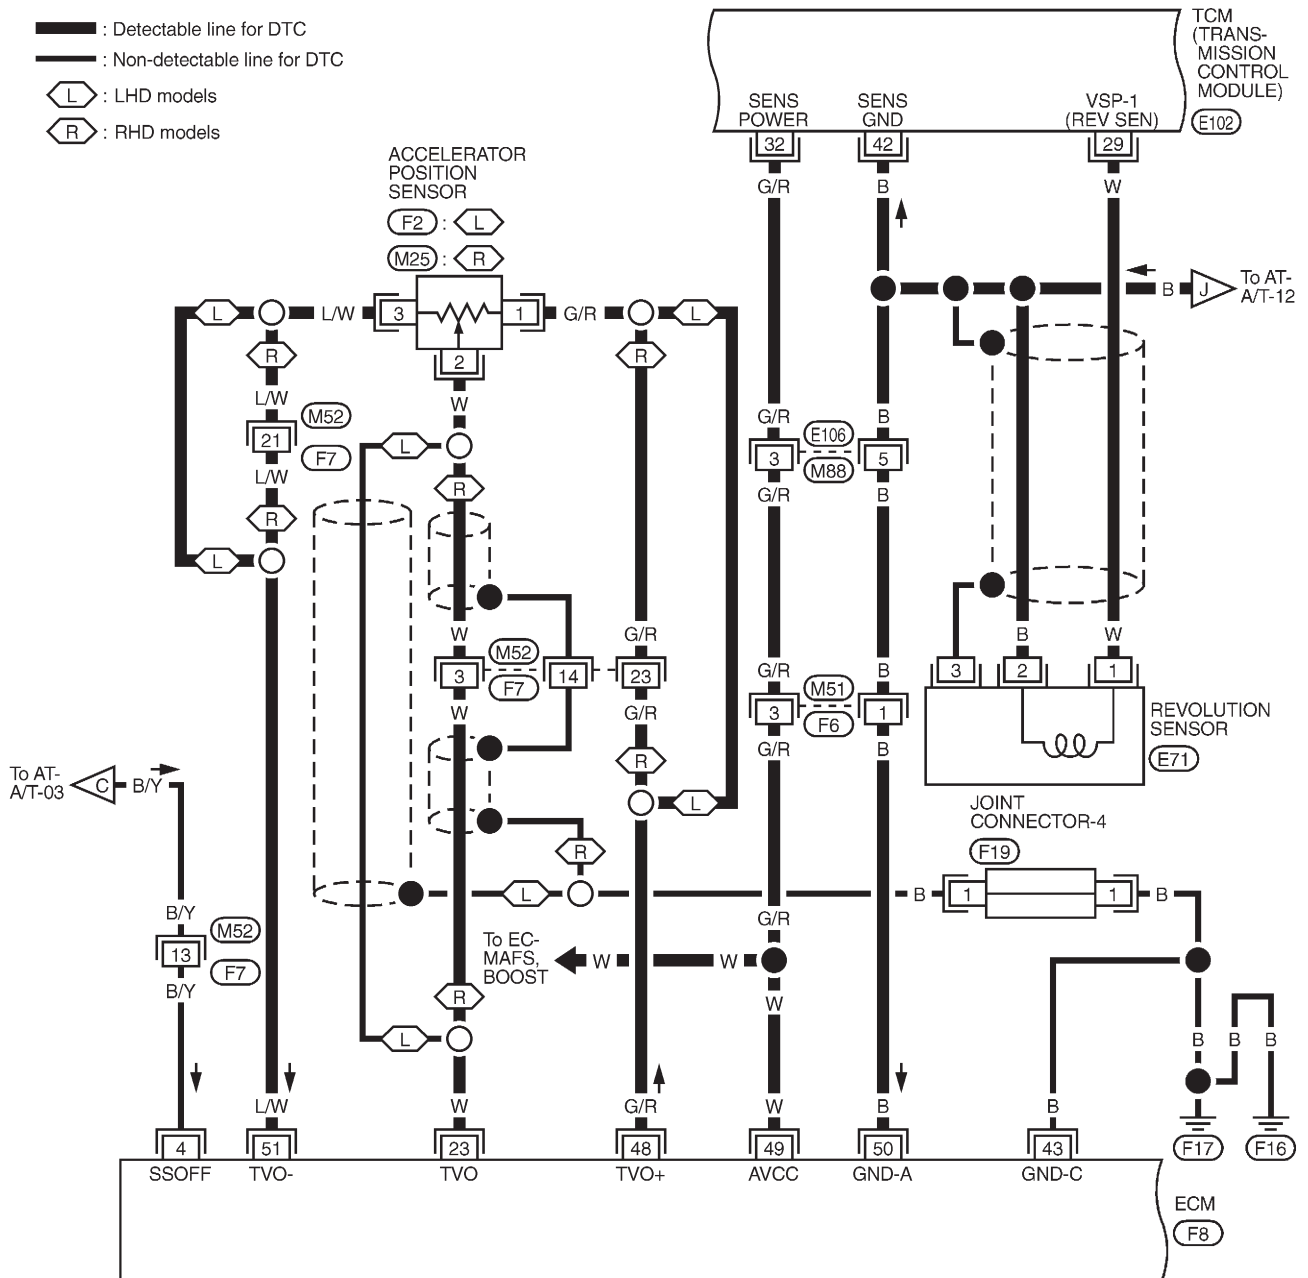 : Detectable line for DTC
: Non-detectable line for DTC
L : LHD models
R : RHD models
TCM
(TRANS-
MISSION
CONTROL
MODULE)
E102
SENS
POWER
SENS
GND
VSP-1
(REV SEN)
32
42
29
G/R
B
W
ACCELERATOR
POSITION
SENSOR
F2 : L
M25 : R
B
J
To AT-
A/T-12
L
L/W
3
1
G/R
L
2
R
R
L/W
W
M52
F7
21
L/W
L
R
R
L
G/R
B
E106
M88
3
5
G/R
B
W
G/R
M52
F7
3
14
23
W
G/R
G/R
B
M51
F6
3
1
G/R
B
B
W
3
2
1
REVOLUTION
SENSOR
E71
R
L
To AT-
A/T-03
C
B/Y
JOINT
CONNECTOR-4
F19
R
L
B
1
1
B
B/Y
M52
F7
13
B/Y
G/R
To EC-
MAFS,
BOOST
W
W
W
R
L
B
B
B
L/W
W
G/R
W
B
B
4
51
23
48
49
50
43
F17
F16
SSOFF
TVO-
TVO
TVO+
AVCC
GND-A
GND-C
ECM
F8